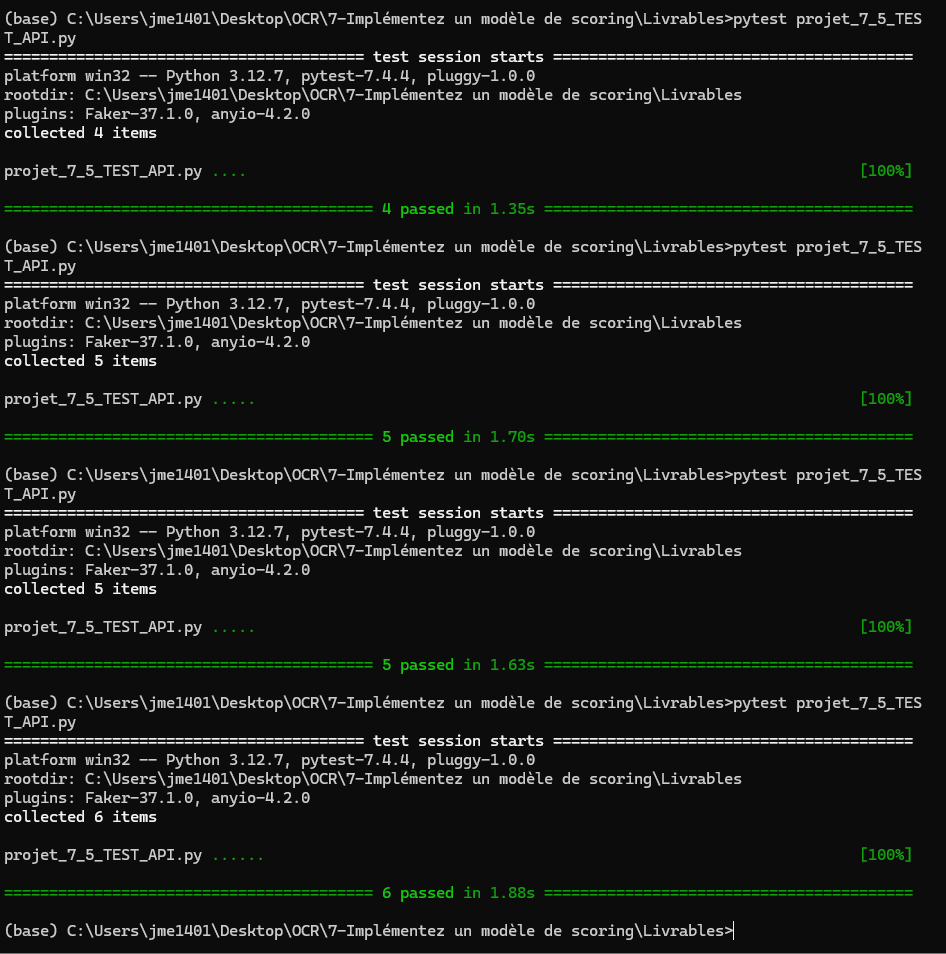 (base) C:\Users\jme1401\Desktop\OCR\7-Implémentez un modèle de scoring\Livrables>pytest projet_7_5_TES
T_API.py
======================================== test session starts ========================================
platform win32 -- Python 3.12.7, pytest-7.4.4, pluggy-1.0.0
rootdir: C:\Users\jme1401\Desktop\OCR\7-Implémentez un modèle de scoring\Livrables
plugins: Faker-37.1.0, anyio-4.2.0
collected 4 items
projet_7_5_TEST_API.py .... [100%]
========================================= 4 passed in 1.35s =========================================
(base) C:\Users\jme1401\Desktop\OCR\7-Implémentez un modèle de scoring\Livrables>pytest projet_7_5_TES
T_API.py
======================================== test session starts ========================================
platform win32 -- Python 3.12.7, pytest-7.4.4, pluggy-1.0.0
rootdir: C:\Users\jme1401\Desktop\OCR\7-Implémentez un modèle de scoring\Livrables
plugins: Faker-37.1.0, anyio-4.2.0
collected 5 items
projet_7_5_TEST_API.py ..... [100%]
========================================= 5 passed in 1.70s =========================================
(base) C:\Users\jme1401\Desktop\OCR\7-Implémentez un modèle de scoring\Livrables>pytest projet_7_5_TES
T_API.py
======================================== test session starts ========================================
platform win32 -- Python 3.12.7, pytest-7.4.4, pluggy-1.0.0
rootdir: C:\Users\jme1401\Desktop\OCR\7-Implémentez un modèle de scoring\Livrables
plugins: Faker-37.1.0, anyio-4.2.0
collected 5 items
projet_7_5_TEST_API.py ..... [100%]
========================================= 5 passed in 1.63s =========================================
(base) C:\Users\jme1401\Desktop\OCR\7-Implémentez un modèle de scoring\Livrables>pytest projet_7_5_TES
T_API.py
======================================== test session starts ========================================
platform win32 -- Python 3.12.7, pytest-7.4.4, pluggy-1.0.0
rootdir: C:\Users\jme1401\Desktop\OCR\7-Implémentez un modèle de scoring\Livrables
plugins: Faker-37.1.0, anyio-4.2.0
collected 6 items
projet_7_5_TEST_API.py ...... [100%]
========================================= 6 passed in 1.88s =========================================
(base) C:\Users\jme1401\Desktop\OCR\7-Implémentez un modèle de scoring\Livrables>